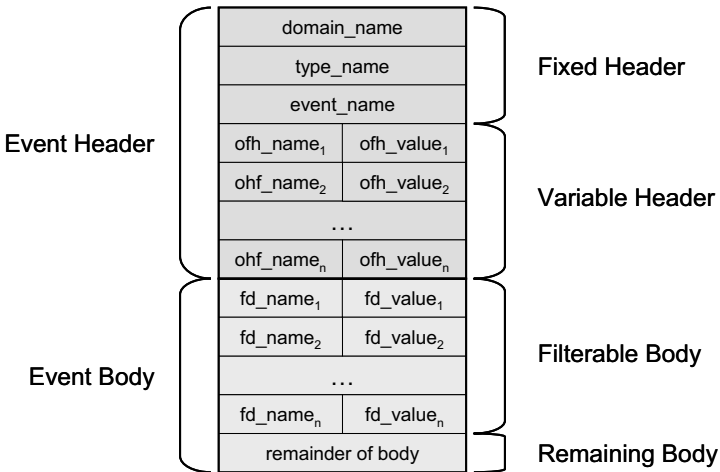 domain_name
type_name
Fixed Header
event_name
Event Header
ofh_name1 ofh_value1
ohf_name2 ofh_value2
Variable Header
...
ohf_namen ofh_valuen
fd_name1 fd_value1
fd_name2 fd_value2
Filterable Body
Event Body
...
fd_namen fd_valuen
remainder of body
Remaining Body